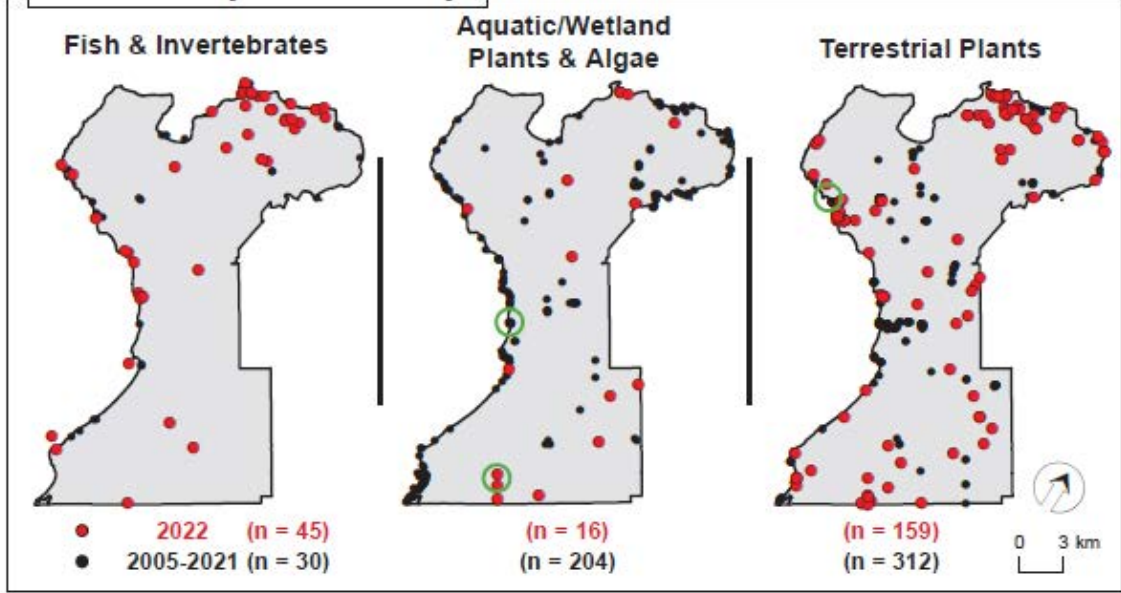 Fish & Invertebrates
Aquatic/Wetland
Plants & Algae
Terrestrial Plants
2022 (n = 45)
(n = 16)
(n = 159)
2005-2021 (n = 30)
(n = 204)
(n = 312)
0 3 km